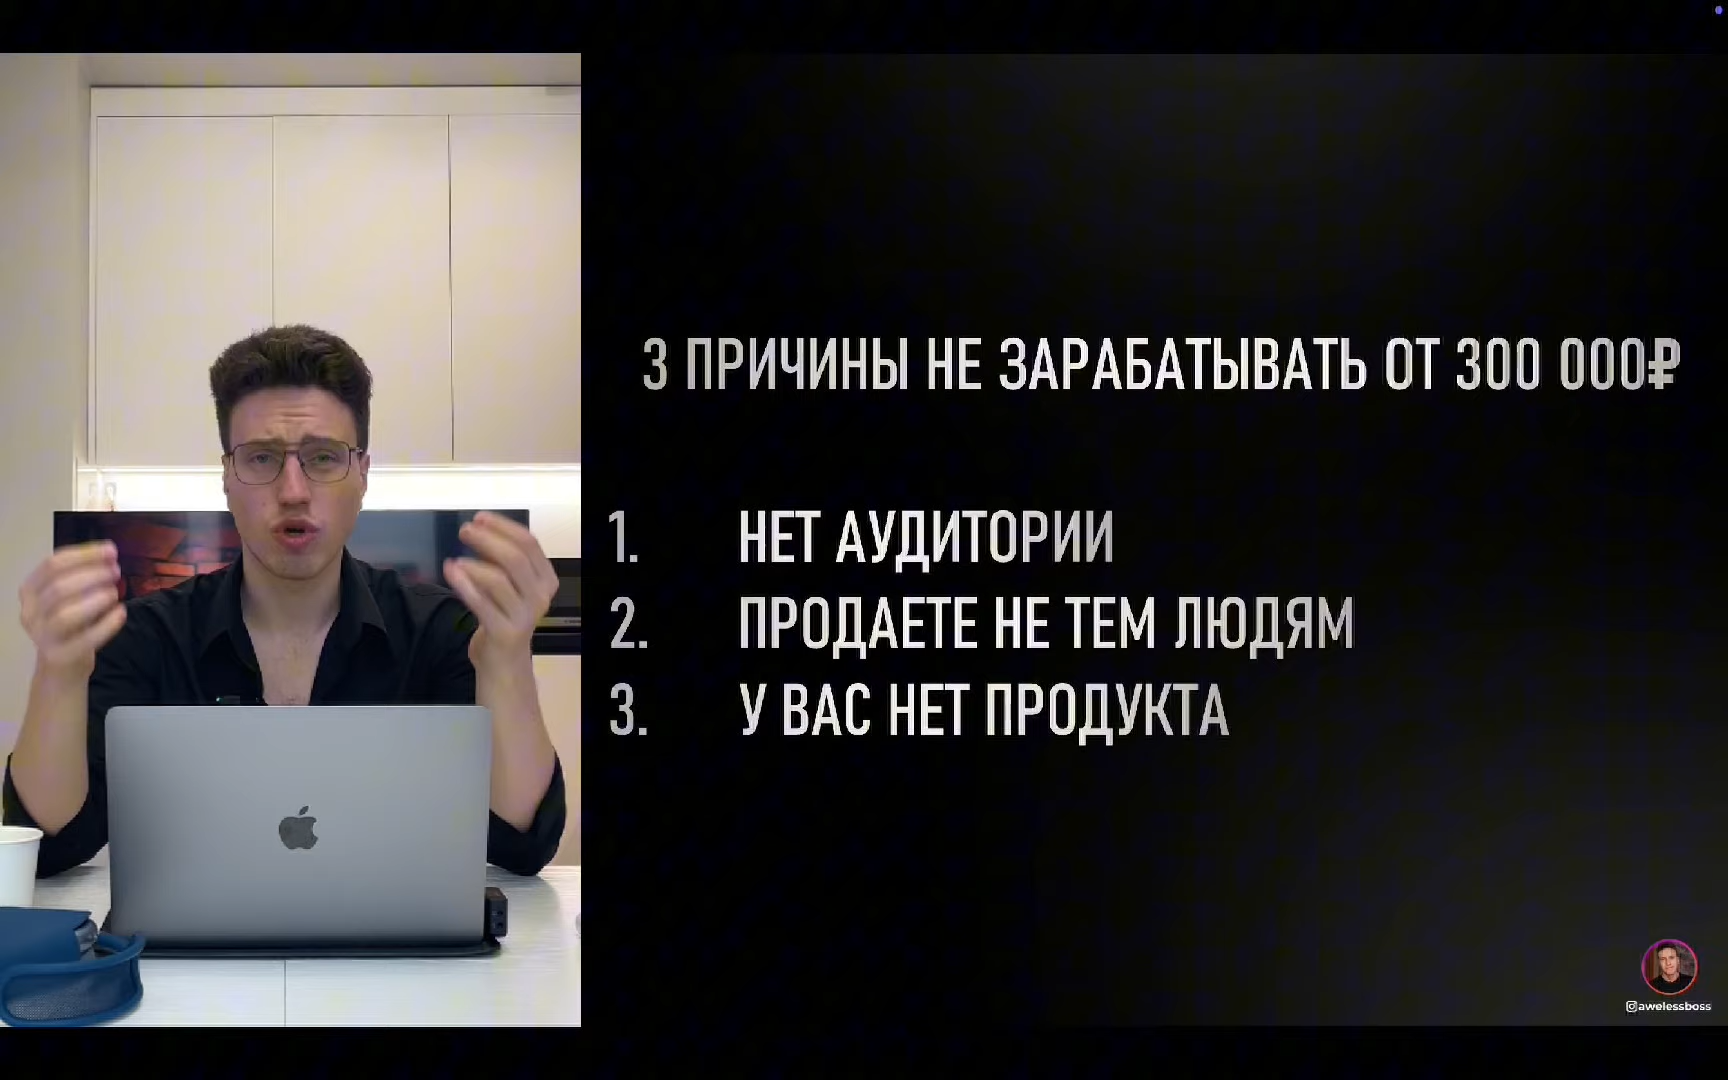 3 ПРИЧИНЫ НЕ ЗАРАБАТЫВАТЬ ОТ 300 000₽
1. НЕТ АУДИТОРИИ
2. ПРОДАЕТЕ НЕ ТЕМ ЛЮДЯМ
3. У ВАС НЕТ ПРОДУКТА
awelessboss